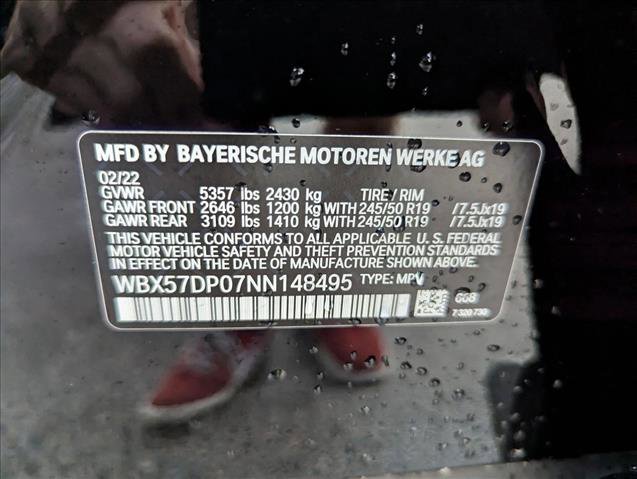 MFD BY BAYERISCHE MOTOREN WERKE AG
02/22
GVWR 5357 lbs 2430 kg TIRE / RIM
GAWR FRONT 2646 lbs 1200 kg WITH 245/50 R19 /7.5Jx19
GAWR REAR 3109 lbs 1410 kg WITH 245/50 R19 /7.5Jx19
THIS VEHICLE CONFORMS TO ALL APPLICABLE U.S. FEDERAL
MOTOR VEHICLE SAFETY AND THEFT PREVENTION STANDARDS
IN EFFECT ON THE DATE OF MANUFACTURE SHOWN ABOVE.
WBX57DP07NN148495 TYPE: MPV
G08
7 320 730